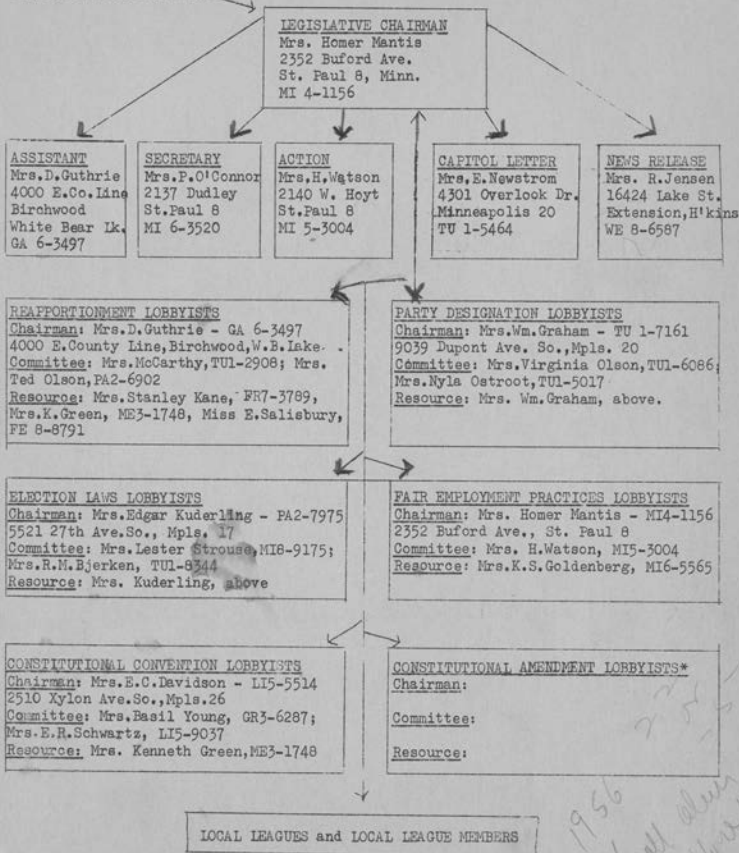 LEGISLATIVE CHAIRMAN
Mrs. Homer Mantis
2352 Buford Ave.
St. Paul 8, Minn.
MI 4-1156
ASSISTANT
Mrs.D.Guthrie
4000 E.Co.Line
Birchwood
White Bear Lk.
GA 6-3497
SECRETARY
Mrs.P.O'Connor
2137 Dudley
St.Paul 8
MI 6-3520
ACTION
Mrs.H.Watson
2140 W. Hoyt
St.Paul 8
MI 5-3004
CAPITOL LETTER
Mrs.E.Newstrom
4301 Overlook Dr.
Minneapolis 20
TU 1-5464
NEWS RELEASE
Mrs. R.Jensen
16424 Lake St.
Extension,H'kins
WE 8-6587
REAPPORTIONMENT LOBBYISTS
Chairman: Mrs.D.Guthrie - GA 6-3497
4000 E.County Line,Birchwood,W.B.Lake.
Committee: Mrs.McCarthy,TU1-2908; Mrs.
Ted Olson,PA2-6902
Resource: Mrs.Stanley Kane, FR7-3789,
Mrs.K.Green, ME3-1748, Miss E.Salisbury,
FE 8-8791
PARTY DESIGNATION LOBBYISTS
Chairman: Mrs.Wm.Graham - TU 1-7161
9039 Dupont Ave. So.,Mpls. 20
Committee: Mrs.Virginia Olson,TU1-6086;
Mrs.Nyla Ostroot,TU1-5017
Resource: Mrs. Wm.Graham, above.
ELECTION LAWS LOBBYISTS
Chairman: Mrs.Edgar Kuderling - PA2-7975
5521 27th Ave.So., Mpls. 17
Committee: Mrs.Lester Strouse,MI8-9175;
Mrs.R.M.Bjerken, TU1-8344
Resource: Mrs. Kuderling, above
FAIR EMPLOYMENT PRACTICES LOBBYISTS
Chairman: Mrs. Homer Mantis - MI4-1156
2352 Buford Ave., St. Paul 8
Committee: Mrs. H.Watson, MI5-3004
Resource: Mrs.K.S.Goldenberg, MI6-5565
CONSTITUTIONAL CONVENTION LOBBYISTS
Chairman: Mrs.E.C.Davidson - LI5-5514
2510 Xylon Ave.So.,Mpls.26
Committee: Mrs.Basil Young, GR3-6287;
Mrs.E.R.Schwartz, LI5-9037
Resource: Mrs. Kenneth Green,ME3-1748
CONSTITUTIONAL AMENDMENT LOBBYISTS*
Chairman:
Committee:
Resource:
1956
LOCAL LEAGUES and LOCAL LEAGUE MEMBERS